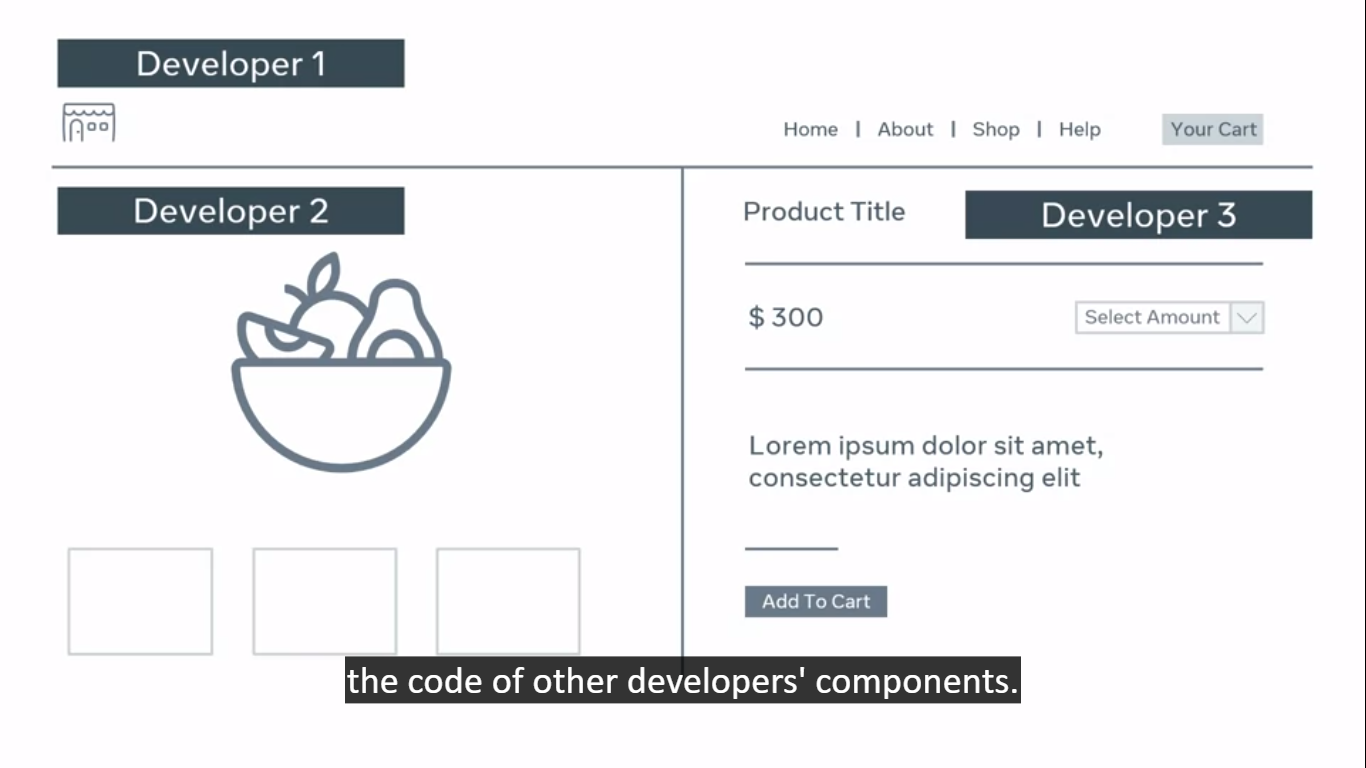 Developer 1
Home | About | Shop | Help Your Cart
Developer 2
Product Title
Developer 3
$ 300
Select Amount
Lorem ipsum dolor sit amet,
consectetur adipiscing elit
Add To Cart
the code of other developers' components.